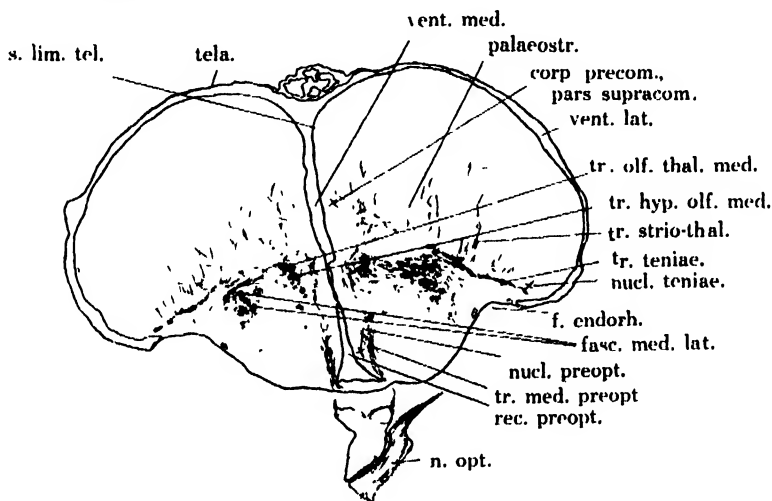 vent. med.
s. lim. tel.
tela.
palaeostr.
corp precom.,
pars supracom.
vent. lat.
tr. olf. thal. med.
tr. hyp. olf. med.
tr. strio-thal.
tr. teniae.
nucl. teniae.
f. endorh.
fasc. med. lat.
nucl. preopt.
tr. med. preopt
rec. preopt.
n. opt.